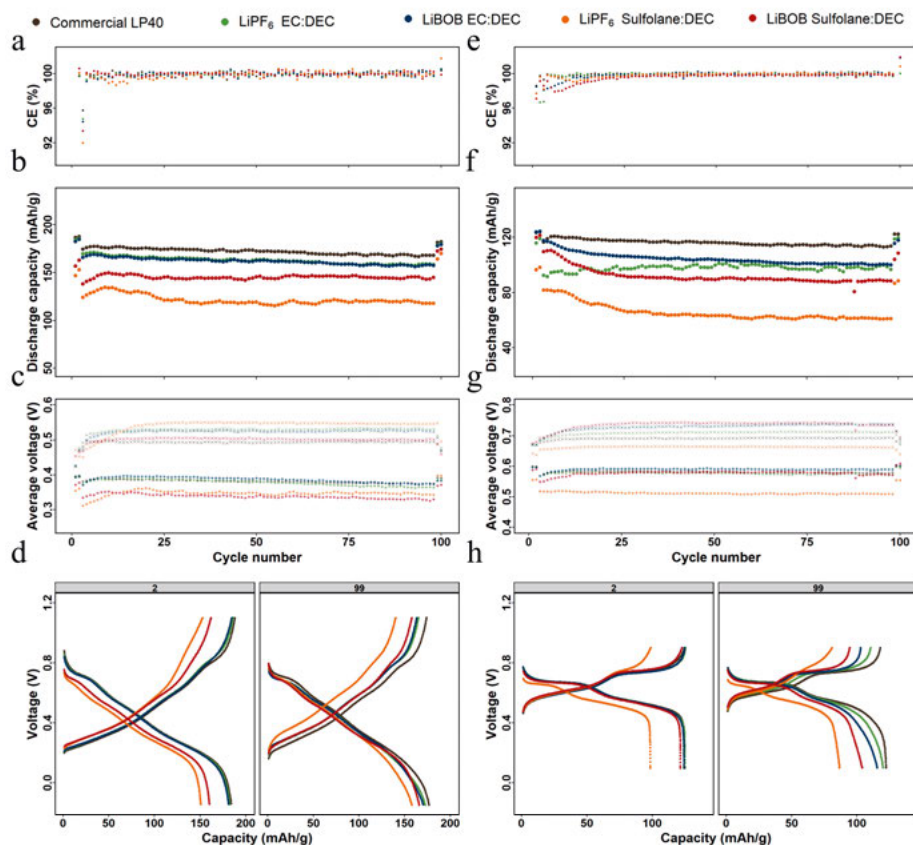 Commercial LP40 LiPF₆ EC:DEC LiBOB EC:DEC LiPF₆ Sulfolane:DEC LiBOB Sulfolane:DEC
a
CE (%)
100
96
92
b
Discharge capacity (mAh/g)
200
150
100
50
c
Average voltage (V)
0.6
0.5
0.4
0.3
0 25 50 75 100
Cycle number
d
2 99
Voltage (V)
1.2
0.8
0.4
0.0
0 50 100 150 200 0 50 100 150 200
Capacity (mAh/g)
e
CE (%)
100
96
92
f
Discharge capacity (mAh/g)
120
80
40
g
Average voltage (V)
0.8
0.7
0.6
0.5
0.4
0 25 50 75 100
Cycle number
h
2 99
Voltage (V)
1.2
0.8
0.4
0.0
0 50 100 0 50 100
Capacity (mAh/g)